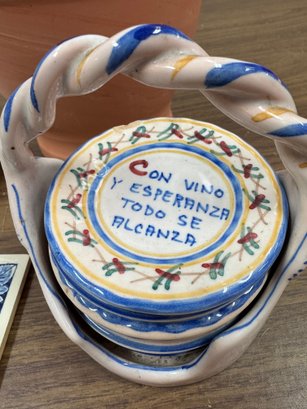 CON VINO
Y ESPERANZA
TODO SE
ALCANZA